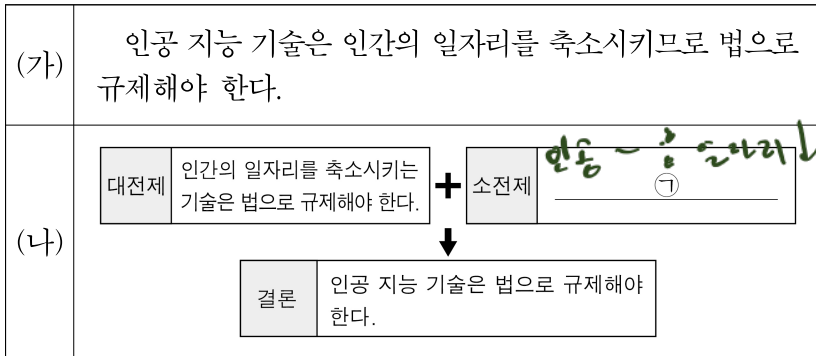 (가)
인공 지능 기술은 인간의 일자리를 축소시키므로 법으로
규제해야 한다.
(나)
대전제
인간의 일자리를 축소시키는
기술은 법으로 규제해야 한다.
+
소전제
일자리↓
㉠
결론
인공 지능 기술은 법으로 규제해야
한다.